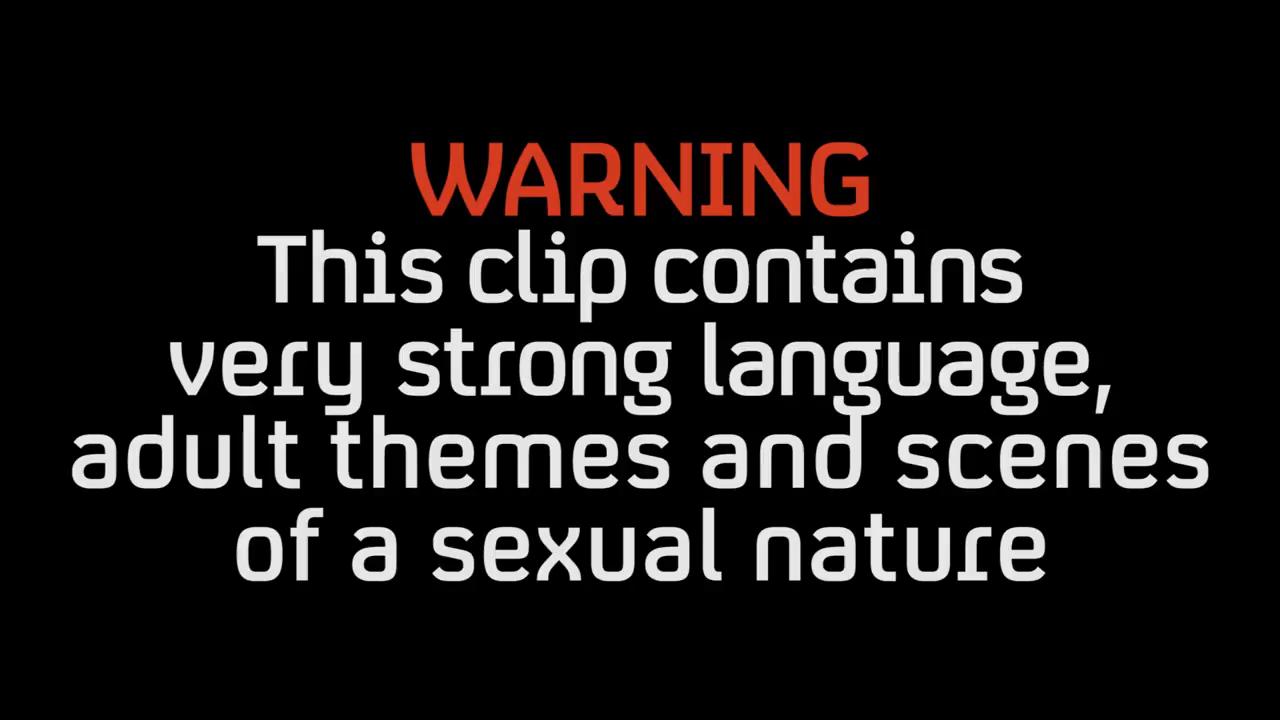 WARNING
This clip contains
very strong language,
adult themes and scenes
of a sexual nature